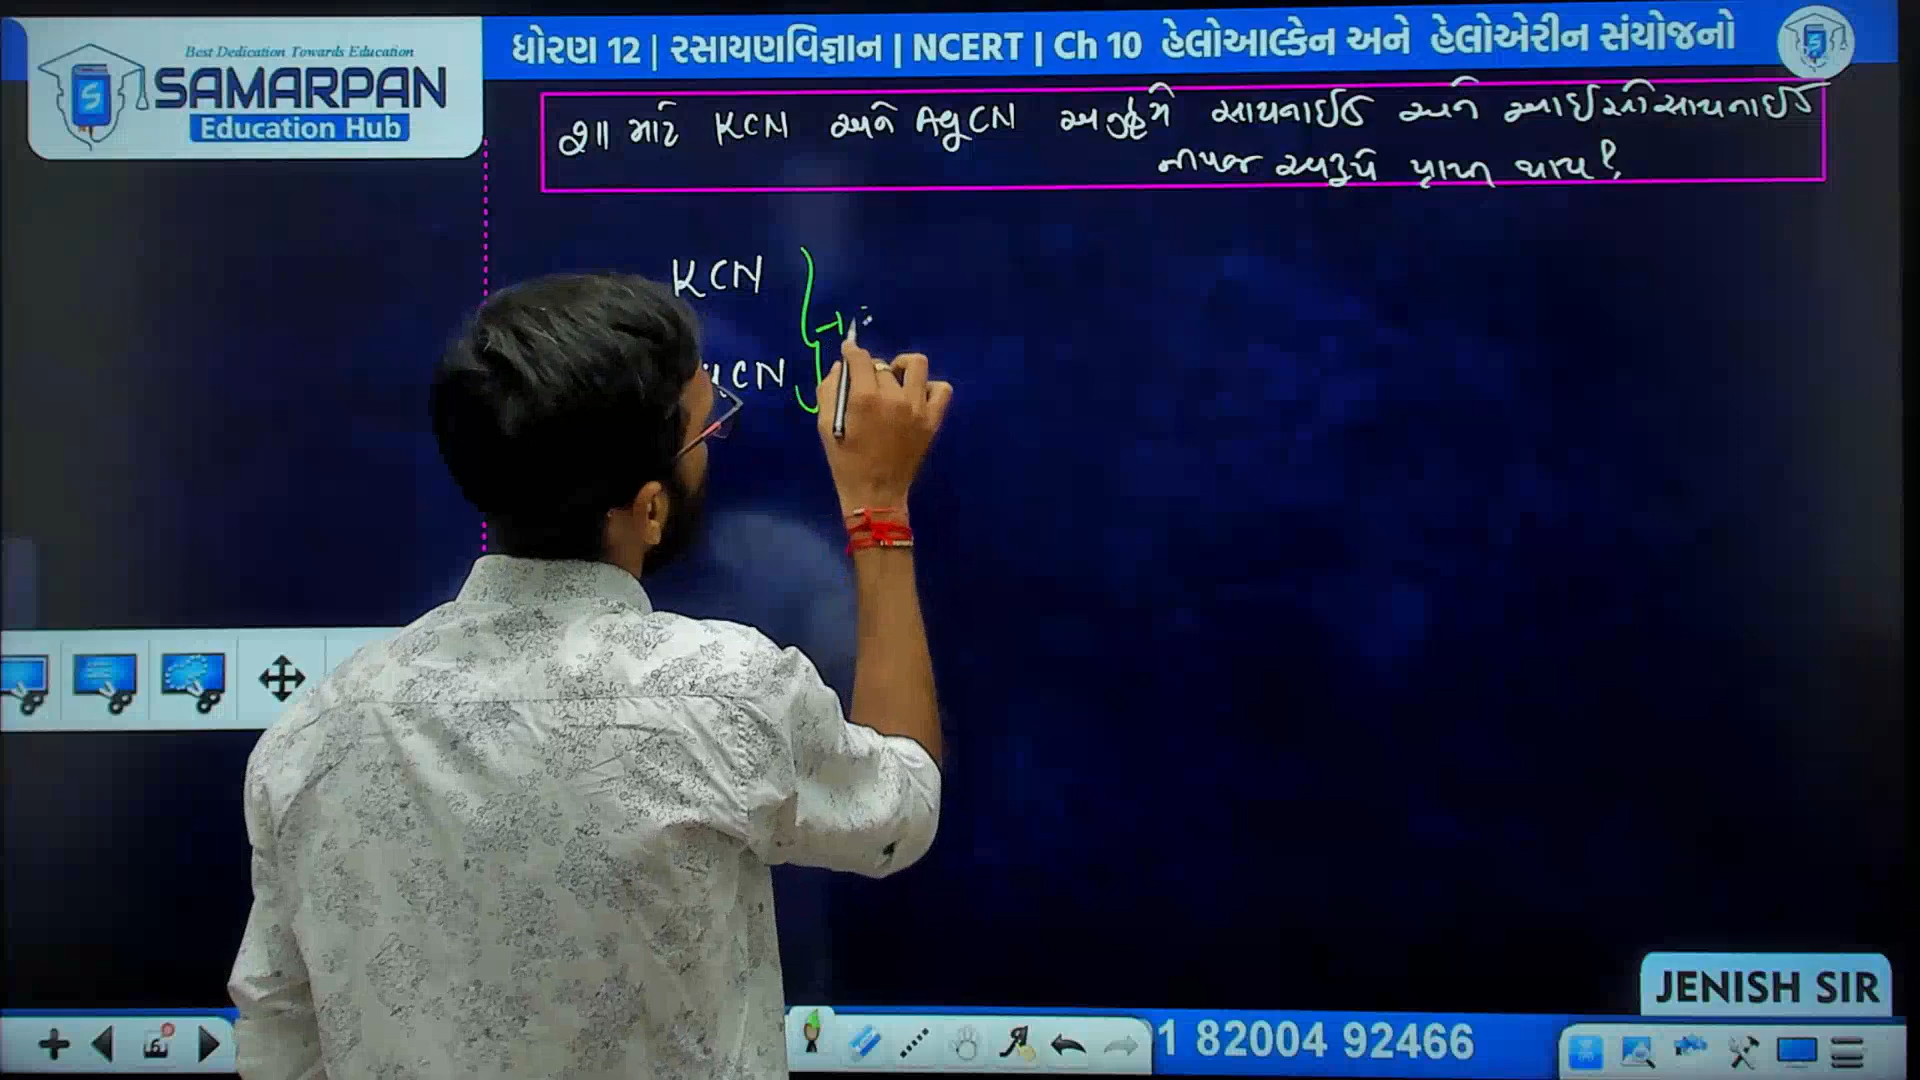 Best Dedication Towards Education
SAMARPAN
Education Hub
ધોરણ 12 | રસાયણવિજ્ઞાન | NCERT | Ch 10 હેલોઆલ્કેન અને હેલોએરીન સંયોજનો
શા માટે KCN અને AgCN અનુક્રમે સાયનાઈડ અને આઈસોસાયનાઈડ
નીપજ સ્વરૂપે પ્રાપ્ત થાય?
KCN
CN
JENISH SIR
1 82004 92466